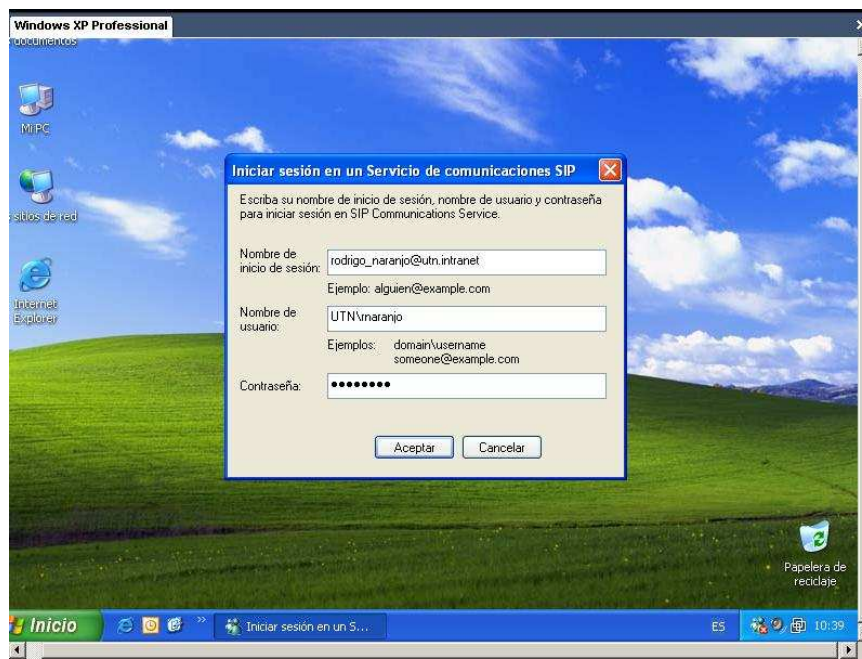 Windows XP Professional
documentos
Mi PC
sitios de red
Internet
Explorer
Iniciar sesión en un Servicio de comunicaciones SIP
Escriba su nombre de inicio de sesión, nombre de usuario y contraseña
para iniciar sesión en SIP Communications Service.
Nombre de
inicio de sesión:
rodrigo_naranjo@utn.intranet
Ejemplo: alguien@example.com
Nombre de
usuario:
UTN\rnaranjo
Ejemplos: domain\username
someone@example.com
Contraseña:
Aceptar Cancelar
Papelera de
reciclaje
Inicio
Iniciar sesión en un S...
ES
10:39